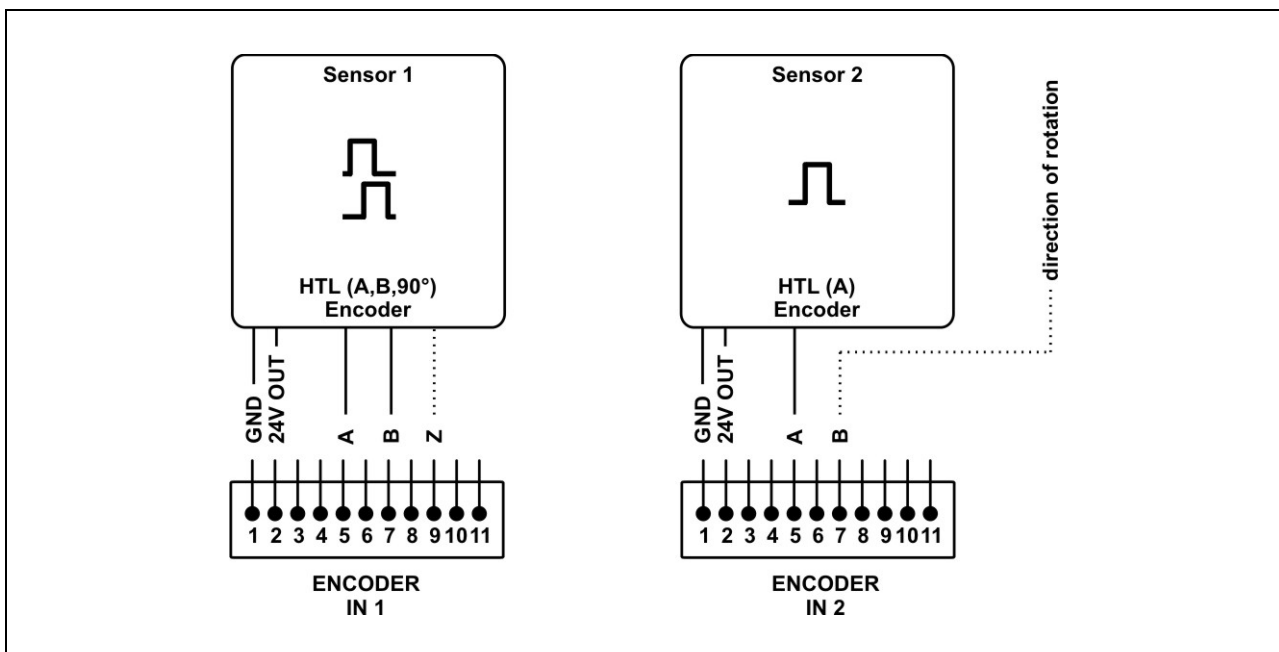 Sensor 1
HTL (A,B,90°)
Encoder
GND
24V OUT
A
B
Z
1 2 3 4 5 6 7 8 9 10 11
ENCODER
IN 1
Sensor 2
HTL (A)
Encoder
direction of rotation
GND
24V OUT
A
B
1 2 3 4 5 6 7 8 9 10 11
ENCODER
IN 2